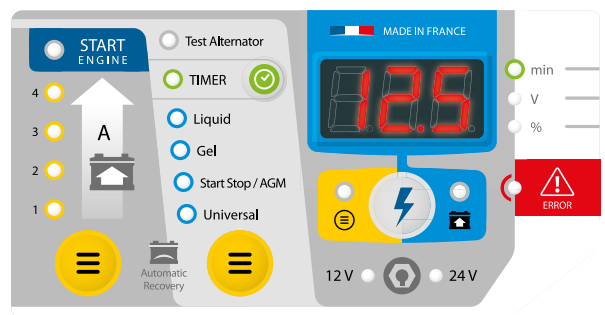 START
ENGINE
4
3
2
1
A
Test Alternator
TIMER
Liquid
Gel
Start Stop / AGM
Universal
Automatic
Recovery
MADE IN FRANCE
12.5
min
V
%
ERROR
12 V
24 V